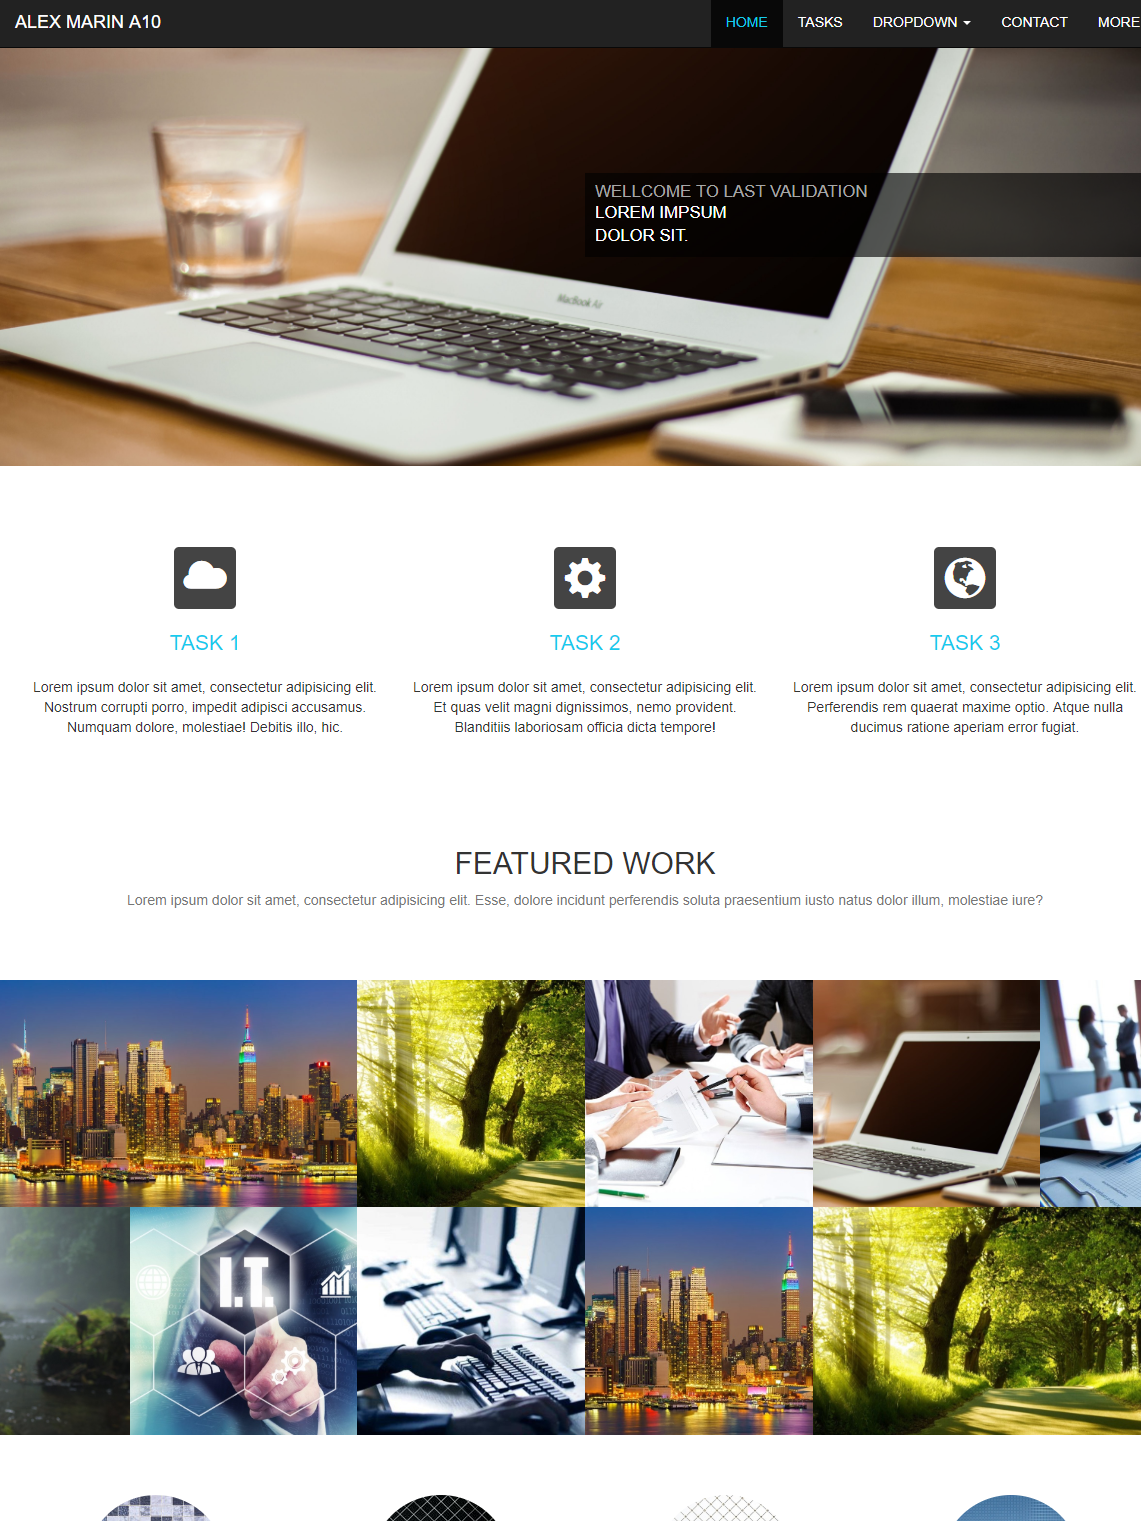 ALEX MARIN A10
HOME
TASKS
DROPDOWN
CONTACT
MORE
WELLCOME TO LAST VALIDATION
LOREM IMPSUM
DOLOR SIT.
MacBook Air
TASK 1
Lorem ipsum dolor sit amet, consectetur adipisicing elit.
Nostrum corrupti porro, impedit adipisci accusamus.
Numquam dolore, molestiae! Debitis illo, hic.
TASK 2
Lorem ipsum dolor sit amet, consectetur adipisicing elit.
Et quas velit magni dignissimos, nemo provident.
Blanditiis laboriosam officia dicta tempore!
TASK 3
Lorem ipsum dolor sit amet, consectetur adipisicing elit.
Perferendis rem quaerat maxime optio. Atque nulla
ducimus ratione aperiam error fugiat.
FEATURED WORK
Lorem ipsum dolor sit amet, consectetur adipisicing elit. Esse, dolore incidunt perferendis soluta praesentium iusto natus dolor illum, molestiae iure?
I.T.